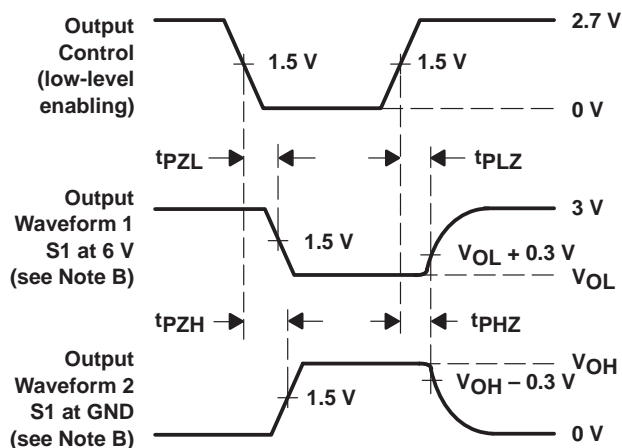 Output
Control
(low-level
enabling)
2.7 V
1.5 V
1.5 V
0 V
tPZL
tPLZ
Output
Waveform 1
S1 at 6 V
(see Note B)
3 V
1.5 V
VOL + 0.3 V
VOL
tPZH
tPHZ
Output
Waveform 2
S1 at GND
(see Note B)
VOH
VOH − 0.3 V
1.5 V
0 V